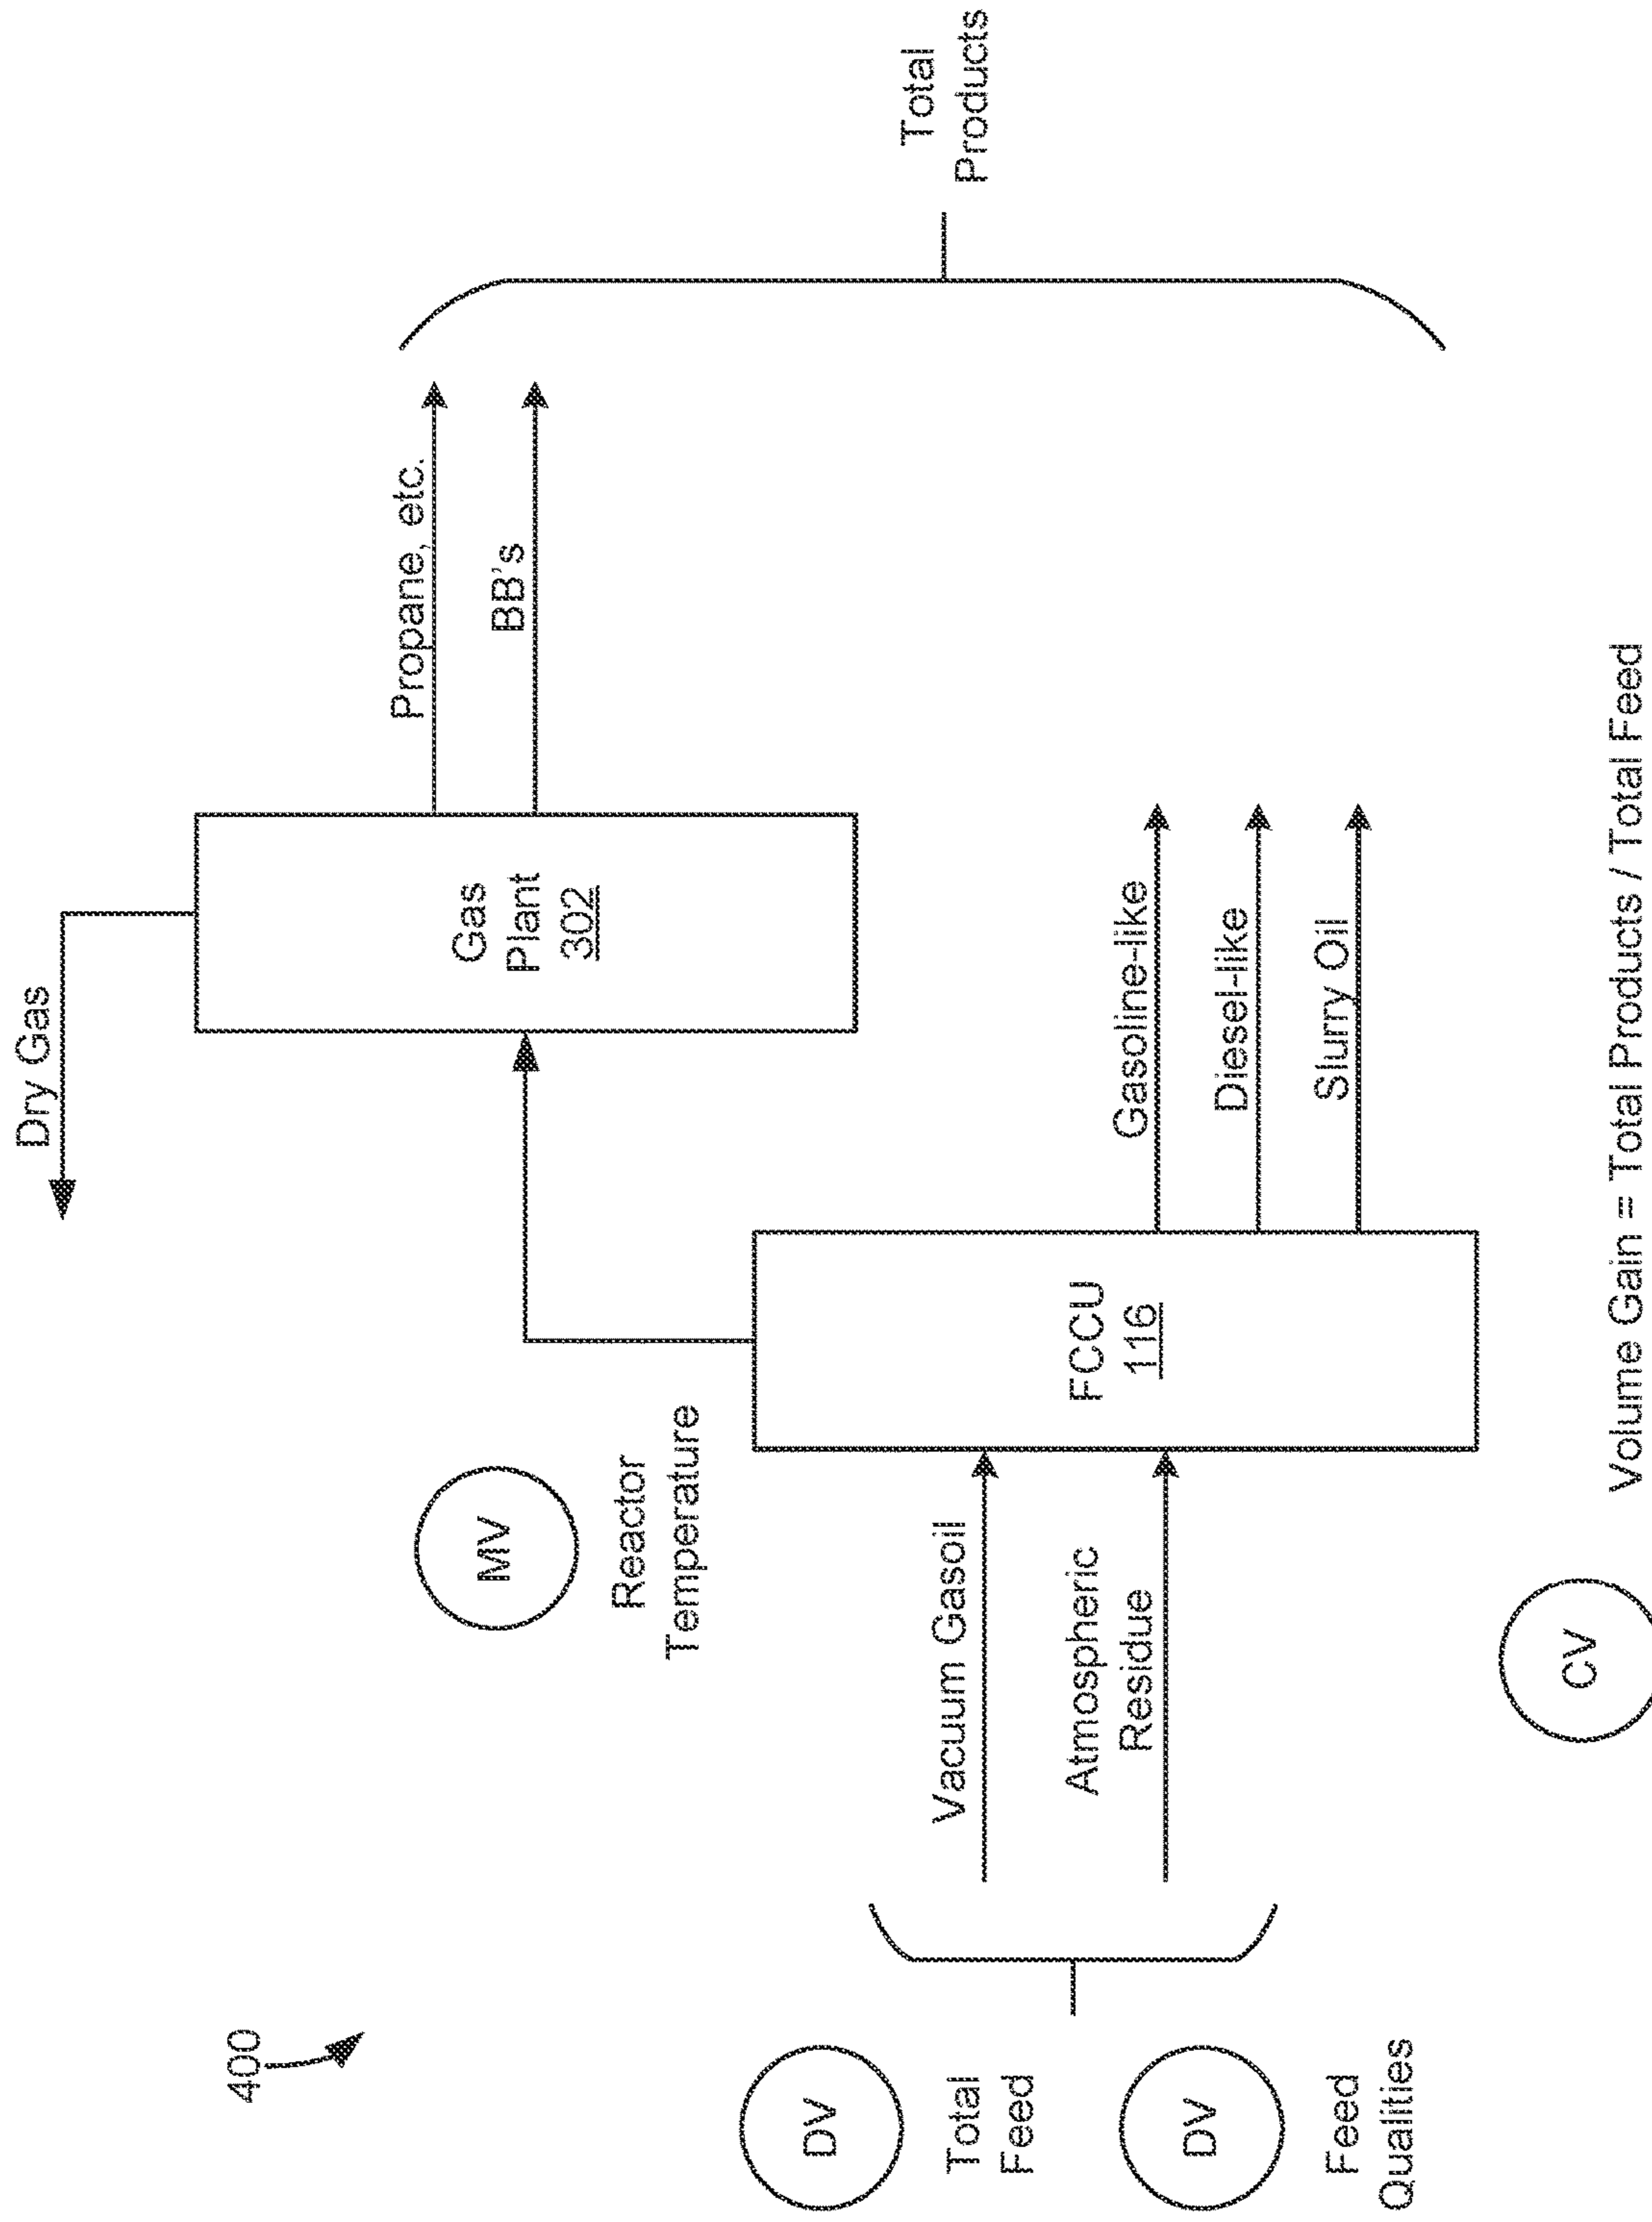 400
Dry Gas
Gas
Plant
302
Propane, etc.
BB's
MV
Reactor
Temperature
DV
Total
Feed
DV
Feed
Qualities
Vacuum Gasoil
Atmospheric
Residue
FCCU
116
Gasoline-like
Diesel-like
Slurry Oil
Total
Products
CV
Volume Gain = Total Products / Total Feed